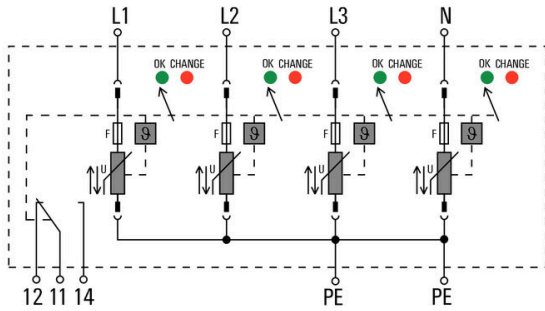 L1 L2 L3 N
OK CHANGE OK CHANGE OK CHANGE OK CHANGE
F ϑ F ϑ F ϑ F ϑ
U U U U
12 11 14 PE PE